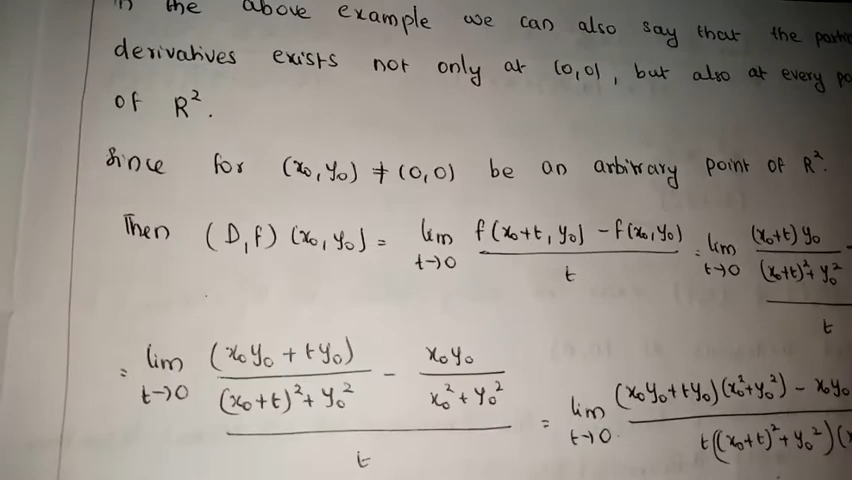 the above example we can also say that the
derivatives exists not only at (0,0), but also at every
of R².
Since for (x₀, y₀) ≠ (0,0) be an arbitrary point of R².
Then (D₁f)(x₀, y₀) = lim t→0 f(x₀+t, y₀) - f(x₀, y₀) / t = lim t→0 (x₀+t) y₀ / (x₀+t)² + y₀² - / t
= lim t→0 (x₀y₀ + ty₀) / (x₀+t)² + y₀² - x₀y₀ / x₀² + y₀² / t = lim t→0 (x₀y₀ + ty₀)(x₀² + y₀²) - x₀y₀ / t((x₀+t)² + y₀²)(